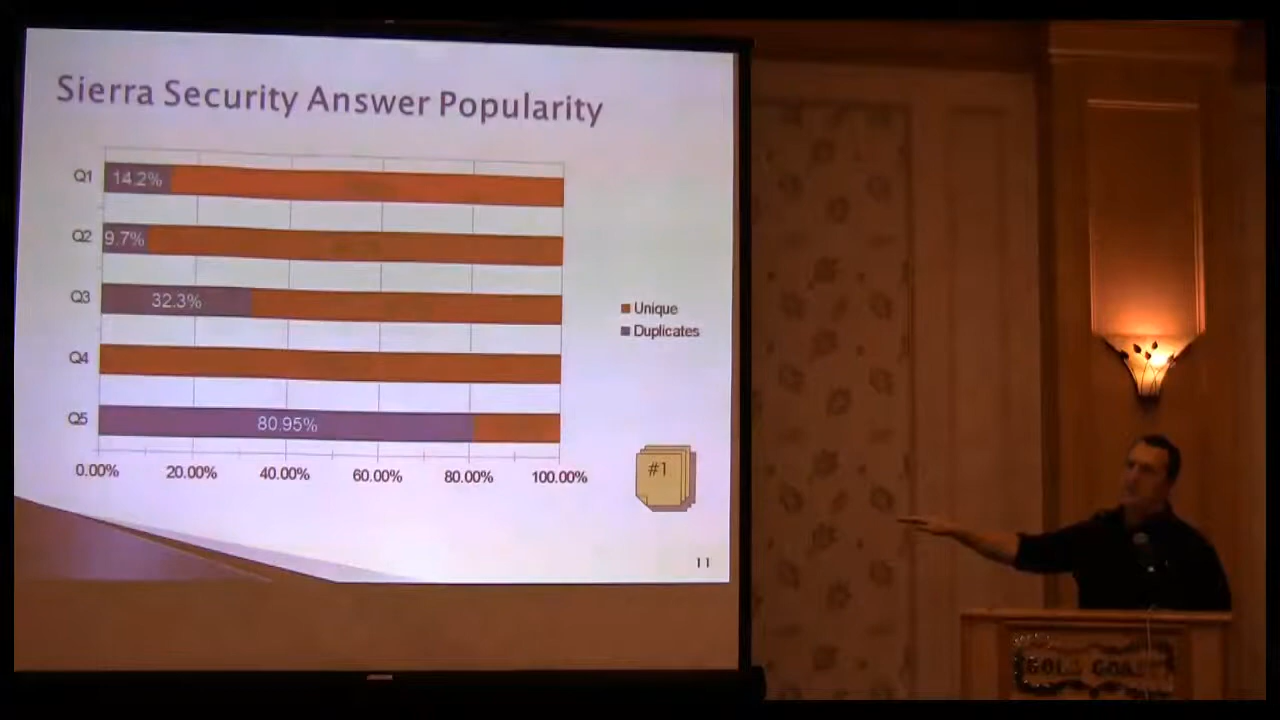 Sierra Security Answer Popularity
Q1
14.2%
Q2
9.7%
Q3
32.3%
Q4
Q5
80.95%
0.00% 20.00% 40.00% 60.00% 80.00% 100.00%
Unique
Duplicates
#1
11
GOLD